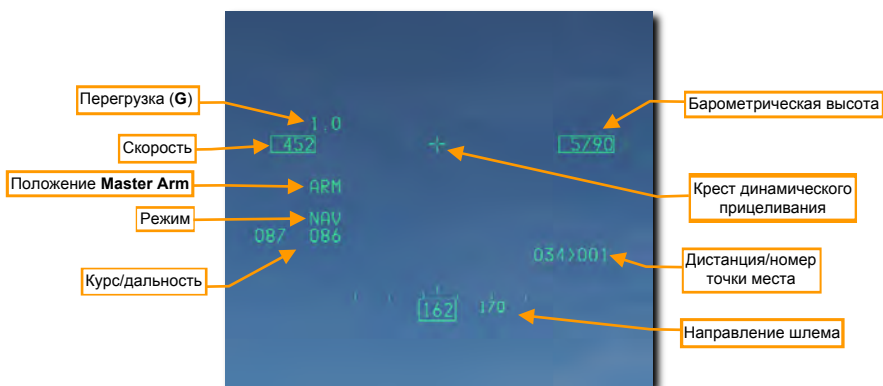 Перегрузка (G)
Скорость
Положение Master Arm
Режим
Курс/дальность
1.0
452
ARM
NAV
087 086
5790
034>001
162 170
Барометрическая высота
Крест динамического
прицеливания
Дистанция/номер
точки места
Направление шлема